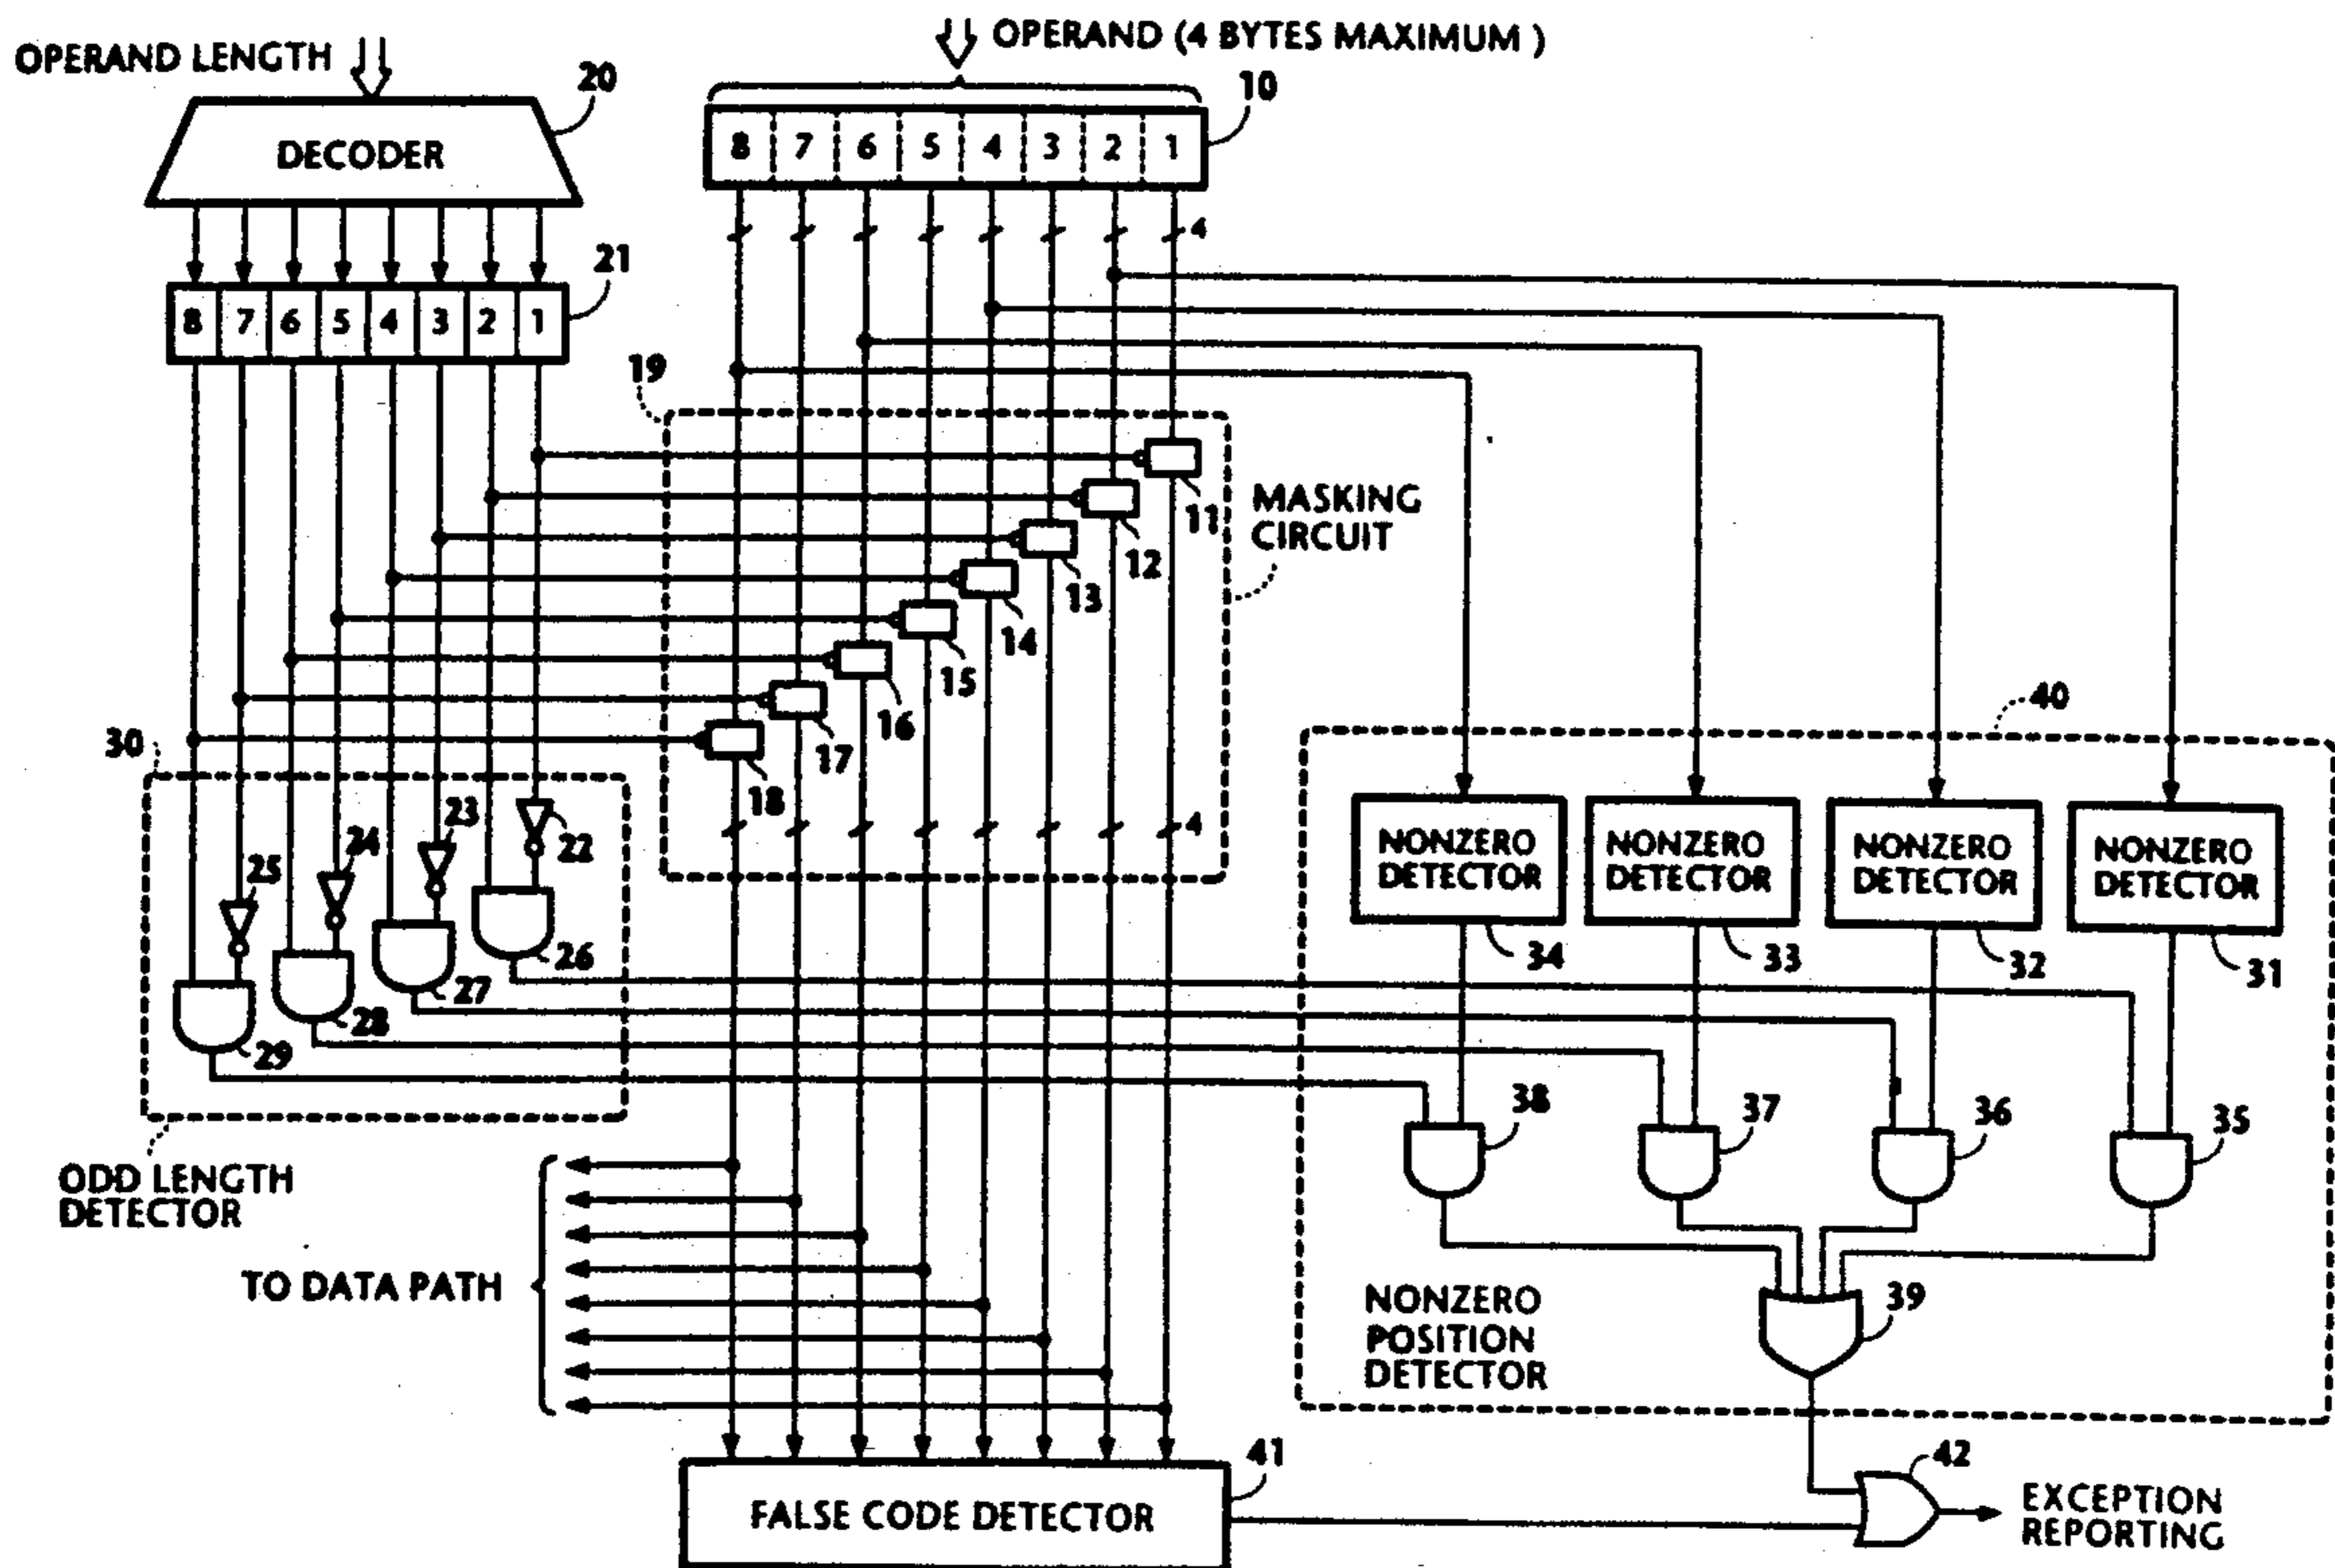 OPERAND LENGTH
OPERAND (4 BYTES MAXIMUM )
20
10
DECODER
8 7 6 5 4 3 2 1
4
21
8 7 6 5 4 3 2 1
19
MASKING
CIRCUIT
11
12
13
14
15
16
17
18
4
30
40
23
22
24
25
26
27
28
29
NONZERO
DETECTOR
NONZERO
DETECTOR
NONZERO
DETECTOR
NONZERO
DETECTOR
34
33
32
31
38
37
36
35
ODD LENGTH
DETECTOR
TO DATA PATH
NONZERO
POSITION
DETECTOR
39
41
42
FALSE CODE DETECTOR
EXCEPTION
REPORTING